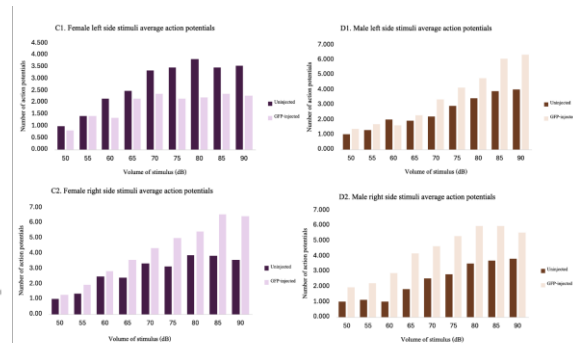 C1. Female left side stimuli average action potentials
Number of action potentials
4.500
4.000
3.500
3.000
2.500
2.000
1.500
1.000
0.500
0.000
50 55 60 65 70 75 80 85 90
Volume of stimulus (dB)
Uninjected
GFP-injected
D1. Male left side stimuli average action potentials
Number of action potentials
7.000
6.000
5.000
4.000
3.000
2.000
1.000
0.000
50 55 60 65 70 75 80 85 90
Volume of stimulus (dB)
Uninjected
GFP-injected
C2. Female right side stimuli average action potentials
Number of action potentials
7.00
6.00
5.00
4.00
3.00
2.00
1.00
0.00
50 55 60 65 70 75 80 85 90
Volume of stimulus (dB)
Uninjected
GFP-injected
D2. Male right side stimuli average action potentials
Number of action potentials
7.000
6.000
5.000
4.000
3.000
2.000
1.000
0.000
50 55 60 65 70 75 80 85 90
Volume of stimulus (dB)
Uninjected
GFP-injected